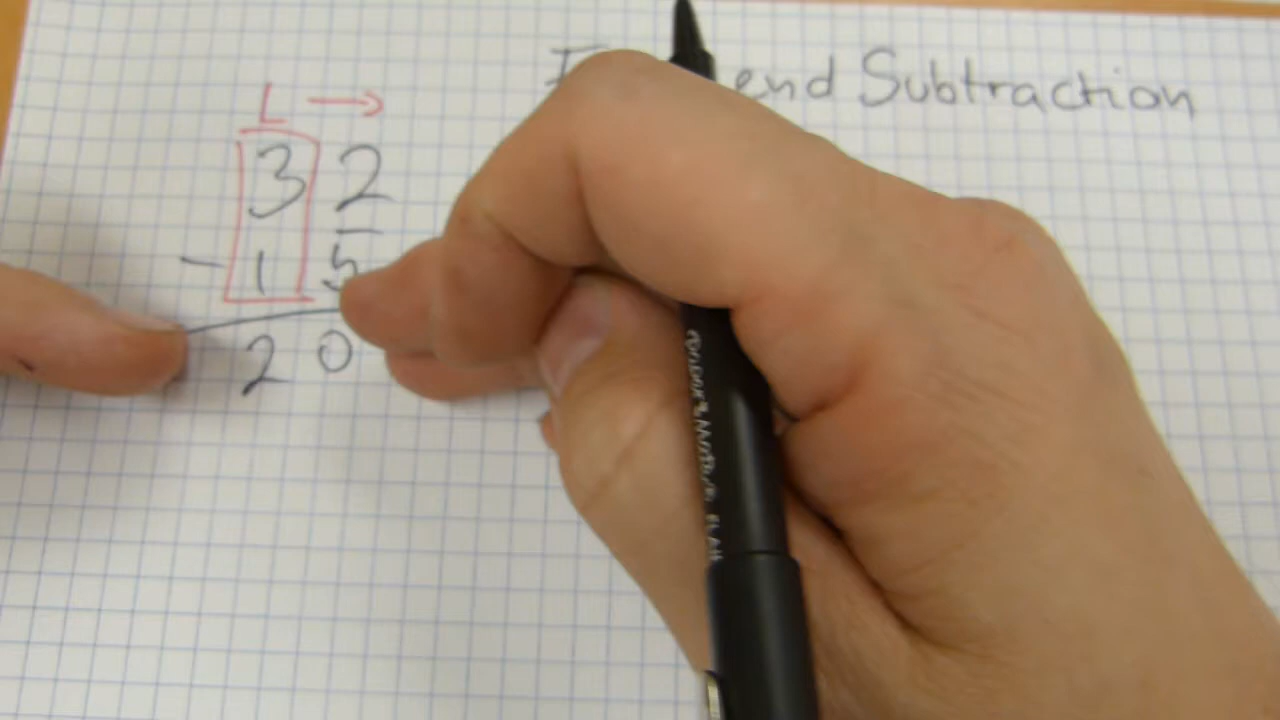 end Subtraction
L →
3 2
- 1 5
2 0